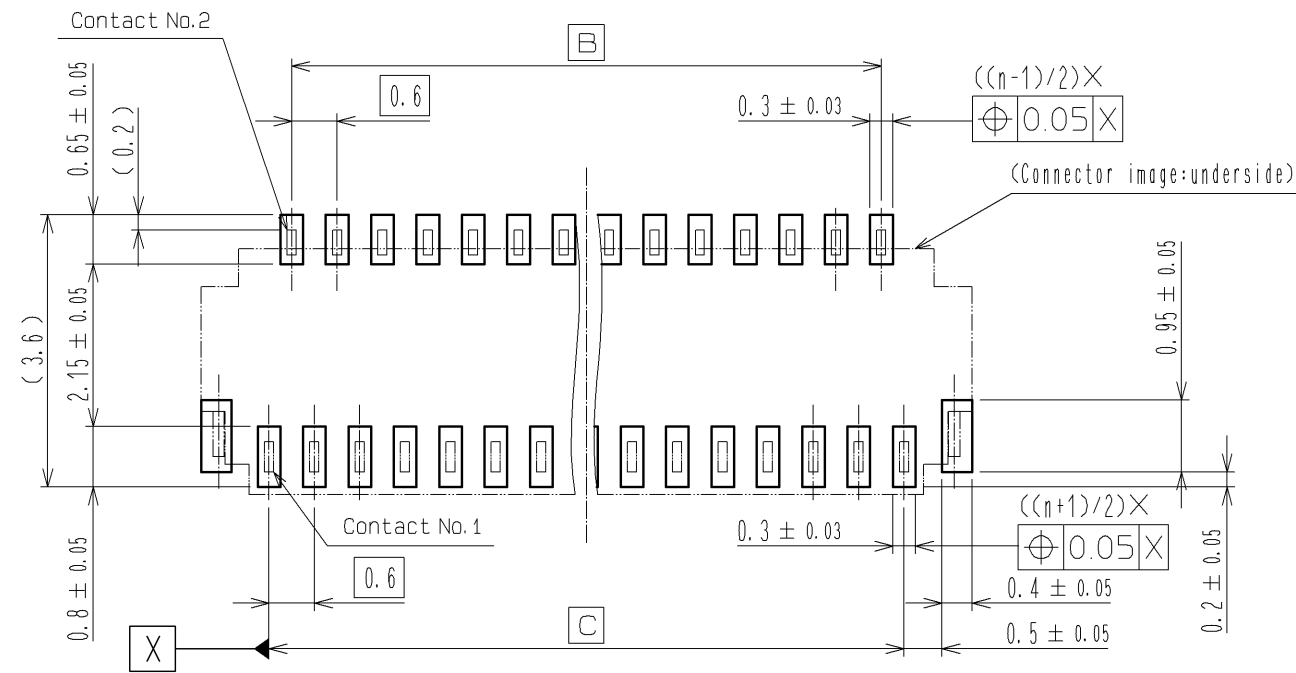 Contact No.2
B
0.6
0.3 ± 0.03
((n-1)/2)X
0.05 X
(Connector image:underside)
0.65 ± 0.05
(0.2)
(3.6)
2.15 ± 0.05
0.8 ± 0.05
0.95 ± 0.05
0.2 ± 0.05
Contact No.1
0.6
0.3 ± 0.03
((n+1)/2)X
0.05 X
0.4 ± 0.05
0.5 ± 0.05
C
X